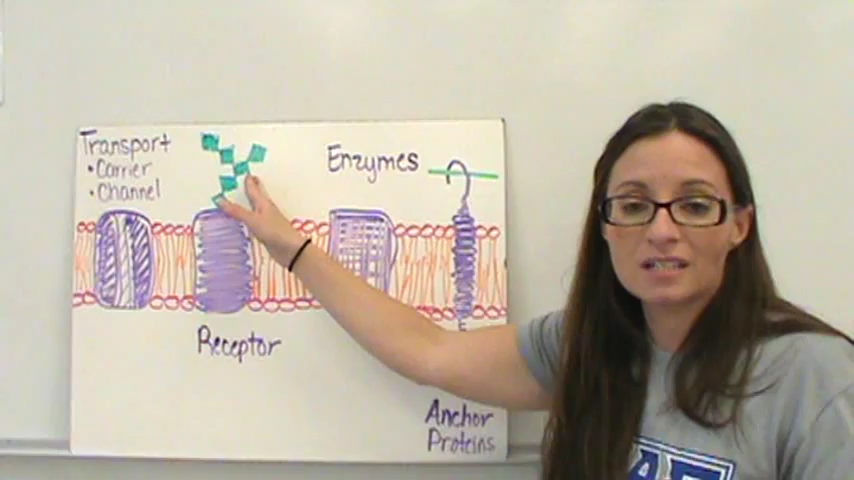 Transport
• Carrier
• Channel
Enzymes
Receptor
Anchor
Proteins